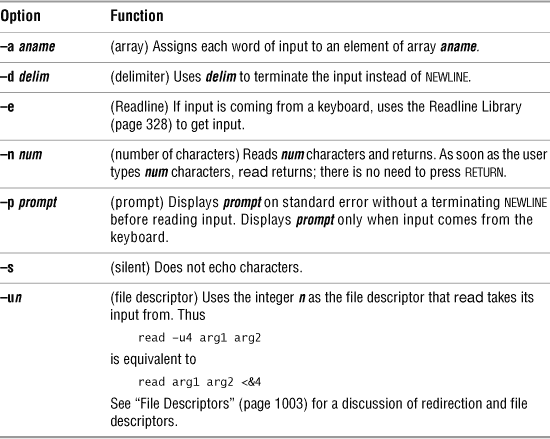 Option Function
–a aname (array) Assigns each word of input to an element of array aname.
–d delim (delimiter) Uses delim to terminate the input instead of NEWLINE.
–e (Readline) If input is coming from a keyboard, uses the Readline Library
(page 328) to get input.
–n num (number of characters) Reads num characters and returns. As soon as the user
types num characters, read returns; there is no need to press RETURN.
–p prompt (prompt) Displays prompt on standard error without a terminating NEWLINE
before reading input. Displays prompt only when input comes from the
keyboard.
–s (silent) Does not echo characters.
–un (file descriptor) Uses the integer n as the file descriptor that read takes its
input from. Thus
read –u4 arg1 arg2
is equivalent to
read arg1 arg2 <&4
See “File Descriptors” (page 1003) for a discussion of redirection and file
descriptors.